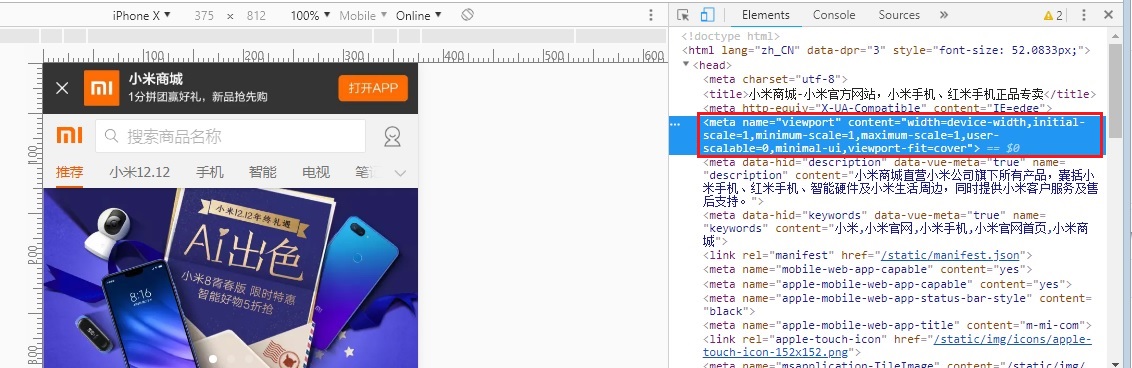 iPhone X ▼ 375 × 812 100% ▼ Mobile ▼ Online ▼
Elements Console Sources » 2
100 200 300 400 500 600
小米商城
1分拼团赢好礼，新品抢先购
打开APP
搜索商品名称
推荐 小米12.12 手机 智能 电视
小米12.12年终礼遇
Ai出色
小米8青春版 限时特惠
智能好物5折抢
<!doctype html>
<html lang="zh_CN" data-dpr="3" style="font-size: 52.0833px;">
<head>
<meta charset="utf-8">
<title>小米商城-小米官方网站，小米手机、红米手机正品专卖</title>
<meta http-equiv="X-UA-Compatible" content="IE=edge">
<meta name="viewport" content="width=device-width,initial-
scale=1,minimum-scale=1,maximum-scale=1,user-
scalable=0,minimal-ui,viewport-fit=cover"> == $0
<meta data-hid="description" data-vue-meta="true" name=
"description" content="小米商城直营小米公司旗下所有产品，囊括小
米手机、红米手机、智能硬件及小米生活周边，同时提供小米客户服务及售
后支持。">
<meta data-hid="keywords" data-vue-meta="true" name=
"keywords" content="小米,小米官网,小米手机,小米官网首页,小米商
城">
<link rel="manifest" href="/static/manifest.json">
<meta name="mobile-web-app-capable" content="yes">
<meta name="apple-mobile-web-app-capable" content="yes">
<meta name="apple-mobile-web-app-status-bar-style" content=
"black">
<meta name="apple-mobile-web-app-title" content="m-mi-com">
<link rel="apple-touch-icon" href="/static/img/icons/apple-
touch-icon-152x152.png">
<meta name="msapplication-TileImage" content="/static/img/